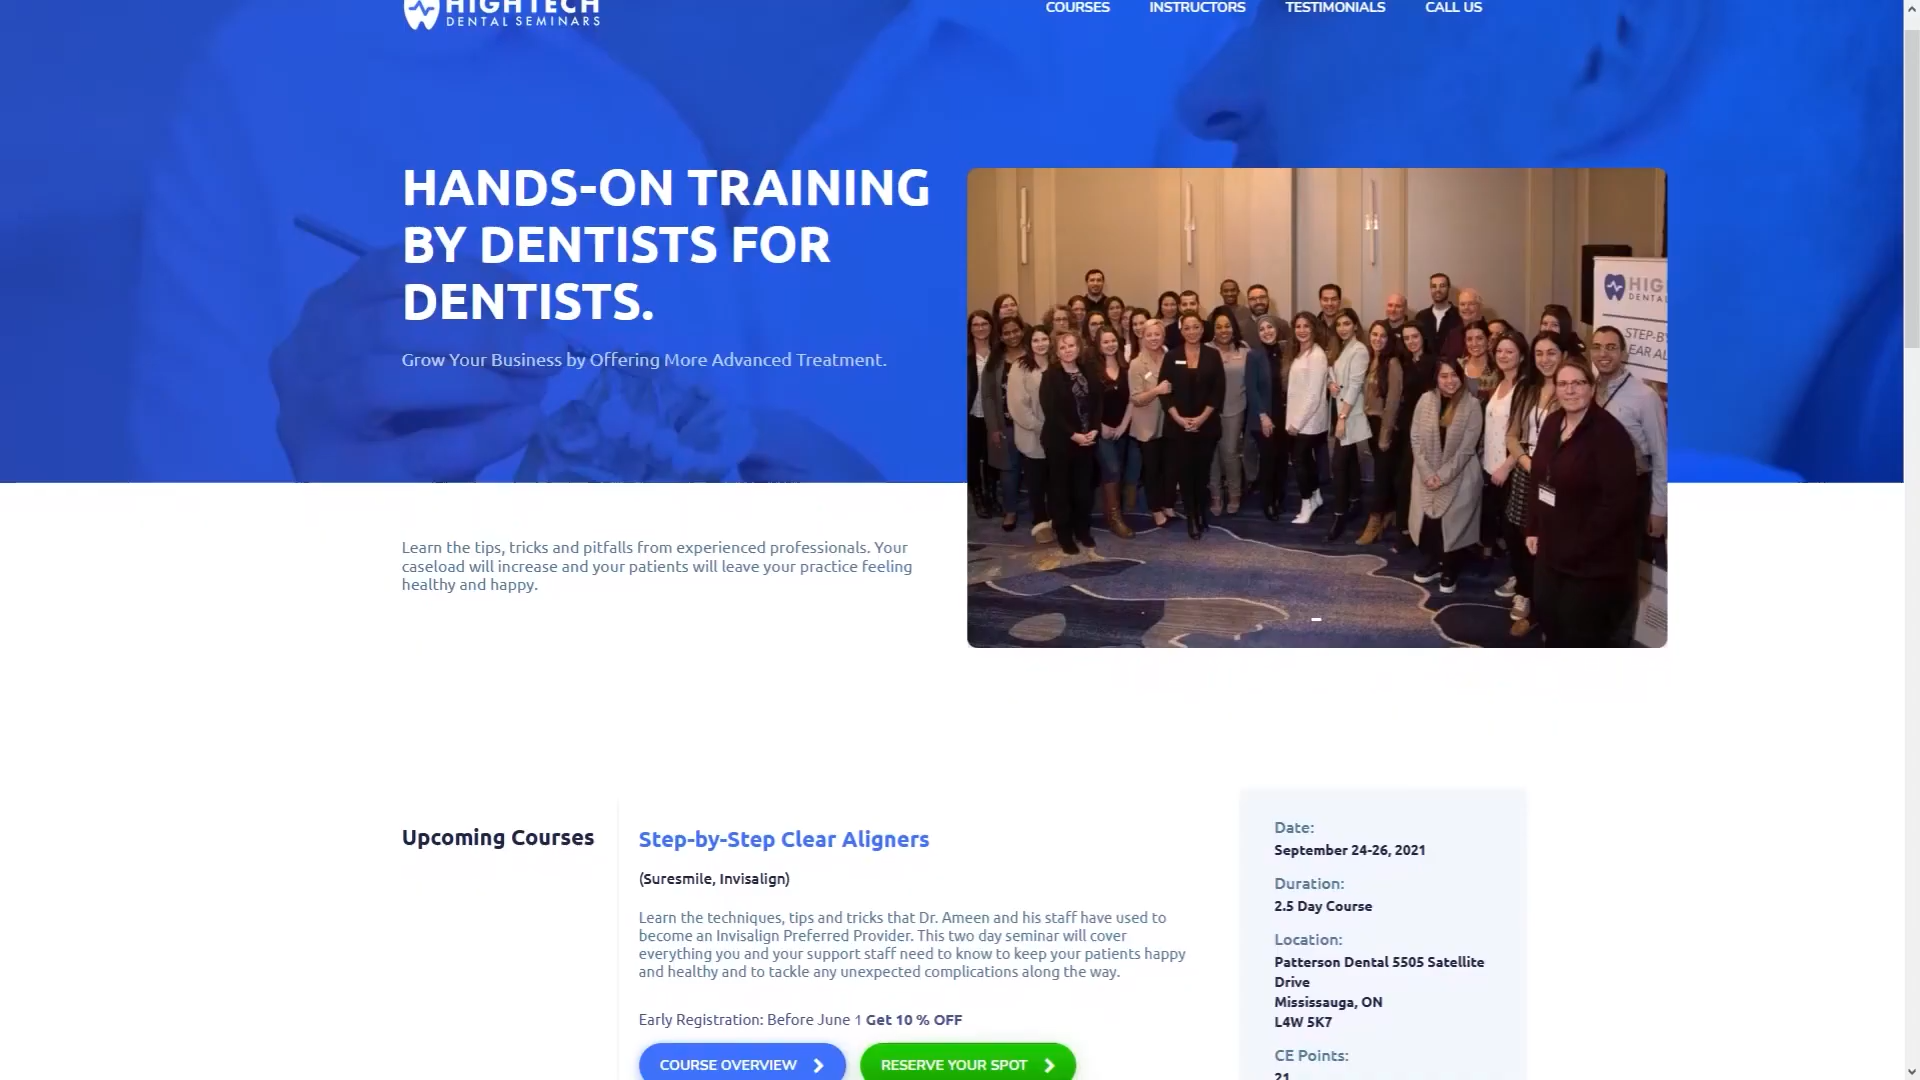 HIGHTECH
DENTAL SEMINARS
COURSES
INSTRUCTORS
TESTIMONIALS
CALL US
HANDS-ON TRAINING
BY DENTISTS FOR
DENTISTS.
Grow Your Business by Offering More Advanced Treatment.
HIG
DENTAL
STEP-B
EAR AL
Learn the tips, tricks and pitfalls from experienced professionals. Your
caseload will increase and your patients will leave your practice feeling
healthy and happy.
Upcoming Courses
Step-by-Step Clear Aligners
(Suresmile, Invisalign)
Learn the techniques, tips and tricks that Dr. Ameen and his staff have used to
become an Invisalign Preferred Provider. This two day seminar will cover
everything you and your support staff need to know to keep your patients happy
and healthy and to tackle any unexpected complications along the way.
Early Registration: Before June 1 Get 10 % OFF
COURSE OVERVIEW
RESERVE YOUR SPOT
Date:
September 24-26, 2021
Duration:
2.5 Day Course
Location:
Patterson Dental 5505 Satellite
Drive
Mississauga, ON
L4W 5K7
CE Points:
21